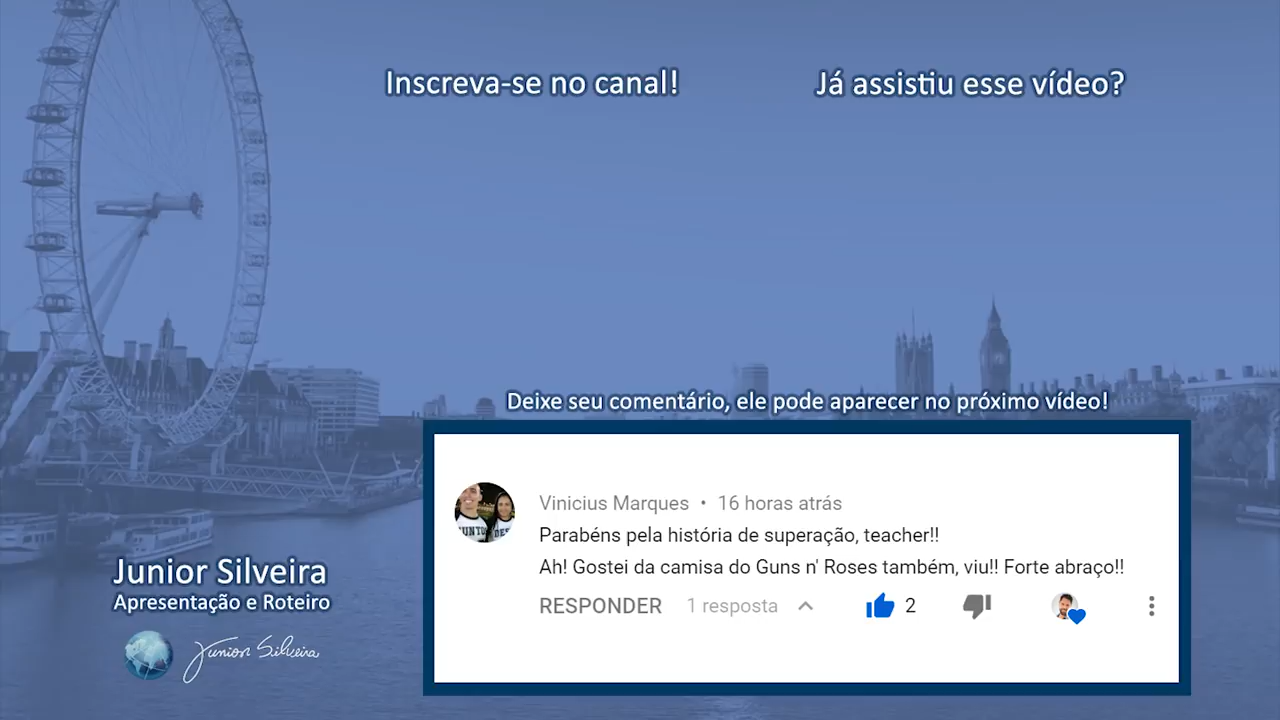 Inscreva-se no canal!
Já assistiu esse vídeo?
Deixe seu comentário, ele pode aparecer no próximo vídeo!
Vinicius Marques • 16 horas atrás
Parabéns pela história de superação, teacher!!
Ah! Gostei da camisa do Guns n' Roses também, viu!! Forte abraço!!
RESPONDER 1 resposta 2
Junior Silveira
Apresentação e Roteiro
Junior Silveira